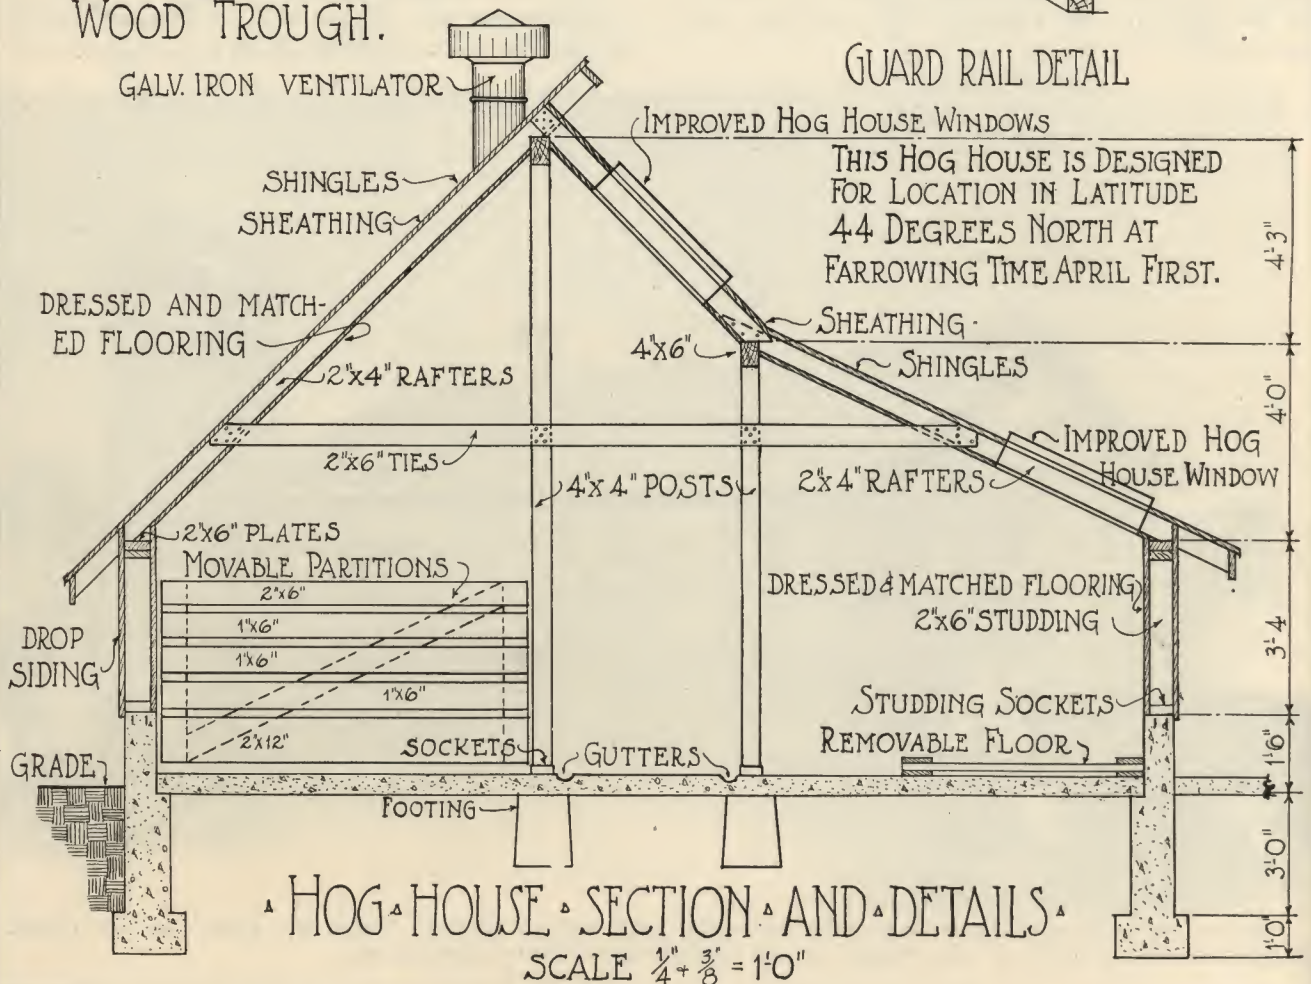 WOOD TROUGH.
GUARD RAIL DETAIL
GALV. IRON VENTILATOR
IMPROVED HOG HOUSE WINDOWS
THIS HOG HOUSE IS DESIGNED
FOR LOCATION IN LATITUDE
44 DEGREES NORTH AT
FARROWING TIME APRIL FIRST.
SHINGLES
SHEATHING
4'-3"
DRESSED AND MATCH-
ED FLOORING
SHEATHING
4"X6"
SHINGLES
2"X4" RAFTERS
4'-0"
2"X6" TIES
4"X4" POSTS
2"X4" RAFTERS
IMPROVED HOG
HOUSE WINDOW
2"X6" PLATES
MOVABLE PARTITIONS
2"X6"
1"X6"
1"X6"
1"X6"
2"X12"
DRESSED & MATCHED FLOORING
2"X6" STUDDING
3'-4
DROP
SIDING
STUDDING SOCKETS
REMOVABLE FLOOR
SOCKETS
GUTTERS
1'6"
GRADE
FOOTING
3'-0"
1'-0"
HOG HOUSE SECTION AND DETAILS
SCALE 1/4" + 3/8" = 1'-0"